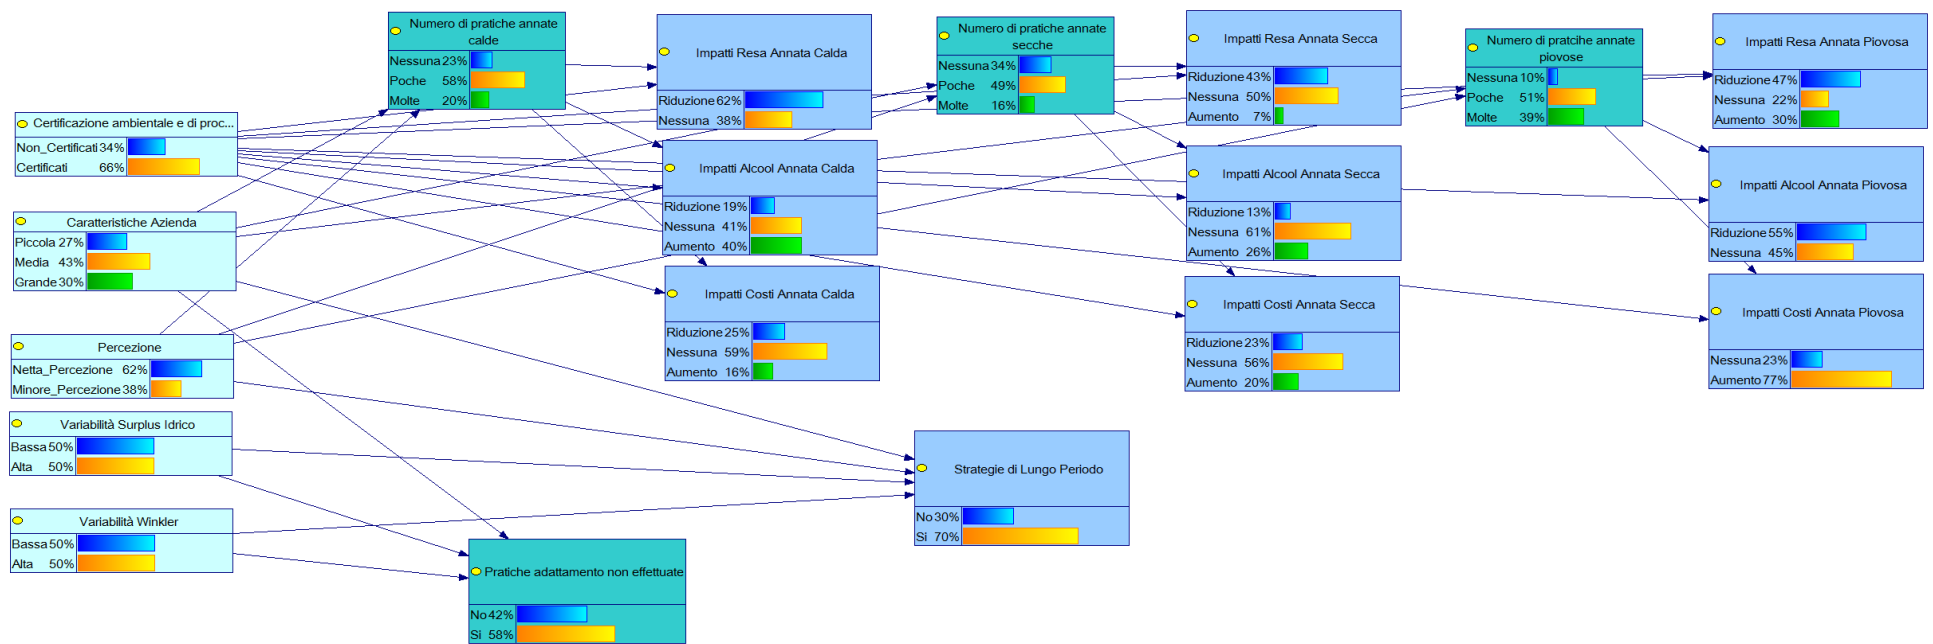 Numero di pratiche annate
calde
Nessuna 23%
Poche 58%
Molte 20%
Impatti Resa Annata Calda
Riduzione 62%
Nessuna 38%
Numero di pratiche annate
secche
Nessuna 34%
Poche 49%
Molte 16%
Impatti Resa Annata Secca
Riduzione 43%
Nessuna 50%
Aumento 7%
Numero di pratcihe annate
piovose
Nessuna 10%
Poche 51%
Molte 39%
Impatti Resa Annata Piovosa
Riduzione 47%
Nessuna 22%
Aumento 30%
Certificazione ambientale e di proc...
Non_Certificati 34%
Certificati 66%
Impatti Alcool Annata Calda
Riduzione 19%
Nessuna 41%
Aumento 40%
Impatti Alcool Annata Secca
Riduzione 13%
Nessuna 61%
Aumento 26%
Impatti Alcool Annata Piovosa
Riduzione 55%
Nessuna 45%
Caratteristiche Azienda
Piccola 27%
Media 43%
Grande 30%
Impatti Costi Annata Calda
Riduzione 25%
Nessuna 59%
Aumento 16%
Impatti Costi Annata Secca
Riduzione 23%
Nessuna 56%
Aumento 20%
Impatti Costi Annata Piovosa
Nessuna 23%
Aumento 77%
Percezione
Netta_Percezione 62%
Minore_Percezione 38%
Variabilità Surplus Idrico
Bassa 50%
Alta 50%
Strategie di Lungo Periodo
No 30%
Si 70%
Variabilità Winkler
Bassa 50%
Alta 50%
Pratiche adattamento non effettuate
No 42%
Si 58%